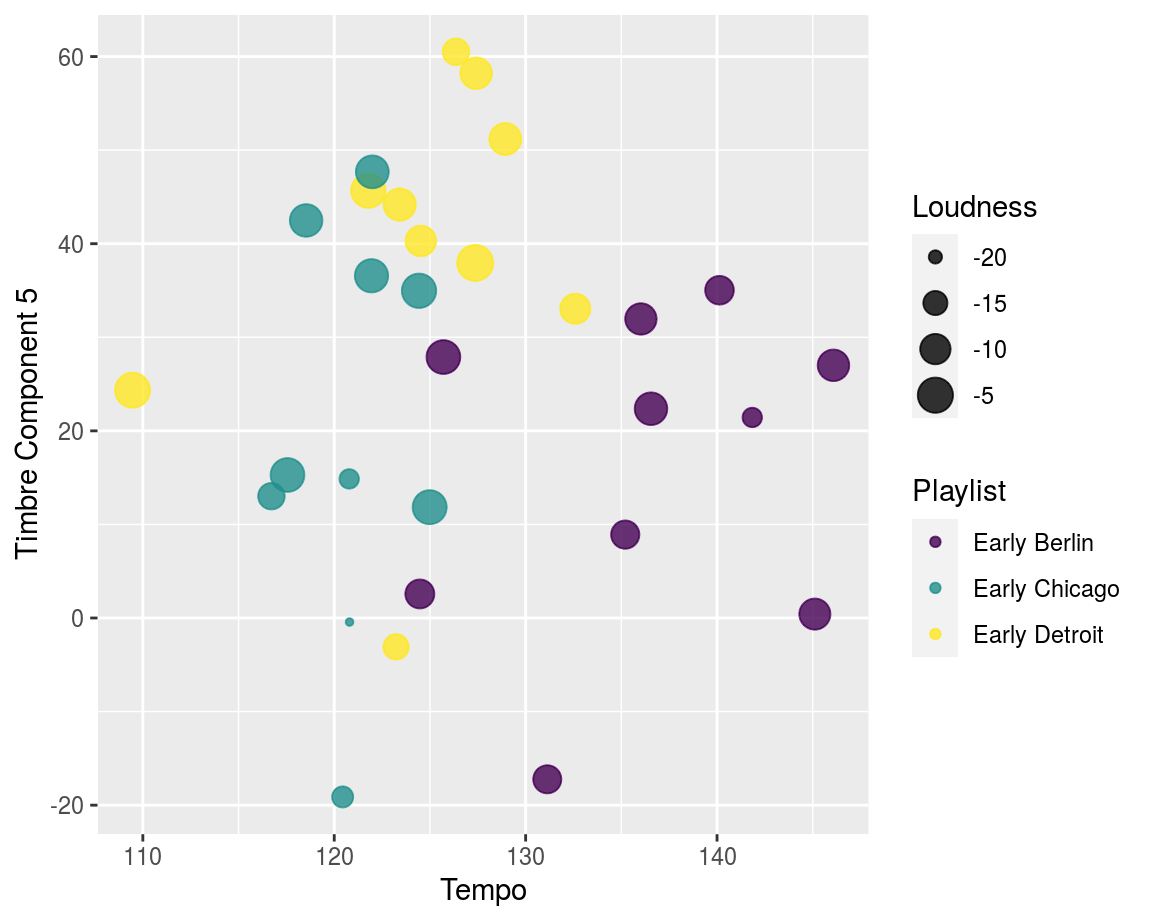 60
40
20
0
-20
Timbre Component 5
110 120 130 140
Tempo
Loudness
-20
-15
-10
-5
Playlist
Early Berlin
Early Chicago
Early Detroit